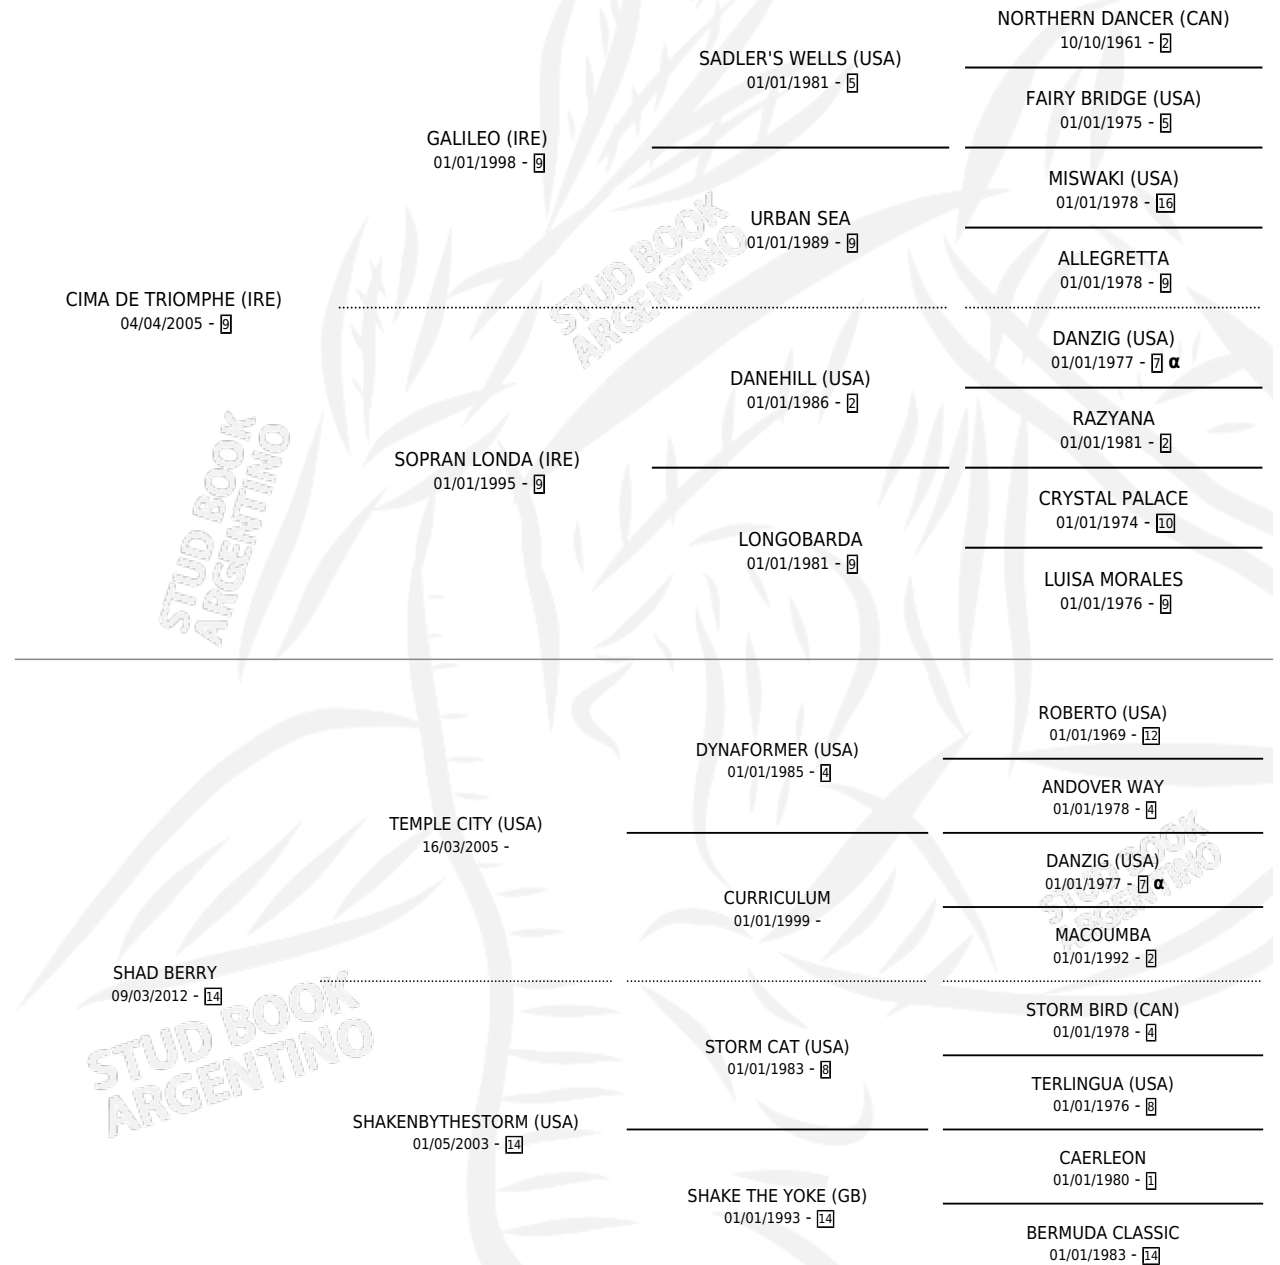 NORTHERN DANCER (CAN)
10/10/1961 - 2
SADLER'S WELLS (USA)
01/01/1981 - 5
FAIRY BRIDGE (USA)
01/01/1975 - 5
GALILEO (IRE)
01/01/1998 - 9
MISWAKI (USA)
01/01/1978 - 16
URBAN SEA
01/01/1989 - 9
ALLEGRETTA
01/01/1978 - 9
CIMA DE TRIOMPHE (IRE)
04/04/2005 - 9
DANZIG (USA)
01/01/1977 - 7 α
DANEHILL (USA)
01/01/1986 - 2
RAZYANA
01/01/1981 - 2
SOPRAN LONDA (IRE)
01/01/1995 - 9
CRYSTAL PALACE
01/01/1974 - 10
LONGOBARDA
01/01/1981 - 9
LUISA MORALES
01/01/1976 - 9
ROBERTO (USA)
01/01/1969 - 12
DYNAFORMER (USA)
01/01/1985 - 4
ANDOVER WAY
01/01/1978 - 4
TEMPLE CITY (USA)
16/03/2005 -
DANZIG (USA)
01/01/1977 - 7 α
CURRICULUM
01/01/1999 -
MACOUMBA
01/01/1992 - 2
SHAD BERRY
09/03/2012 - 14
STORM BIRD (CAN)
01/01/1978 - 4
STORM CAT (USA)
01/01/1983 - 8
TERLINGUA (USA)
01/01/1976 - 8
SHAKENBYTHESTORM (USA)
01/05/2003 - 14
CAERLEON
01/01/1980 - 1
SHAKE THE YOKE (GB)
01/01/1993 - 14
BERMUDA CLASSIC
01/01/1983 - 14
STUD BOOK
ARGENTINO
STUD BOOK
ARGENTINO
STUD BOOK
ARGENTINO
STUD BOOK
ARGENTINO